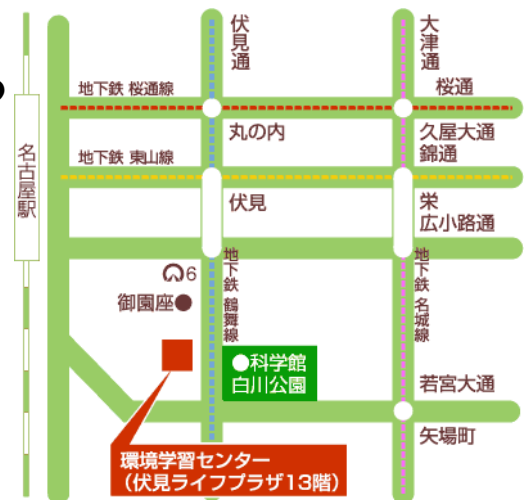 伏見通
大津通
地下鉄 桜通線
桜通
丸の内
久屋大通
錦通
地下鉄 東山線
名古屋駅
伏見
栄
広小路通
6
地下鉄 鶴舞線
地下鉄 名城線
御園座
科学館
白川公園
若宮大通
矢場町
環境学習センター
（伏見ライフプラザ13階）